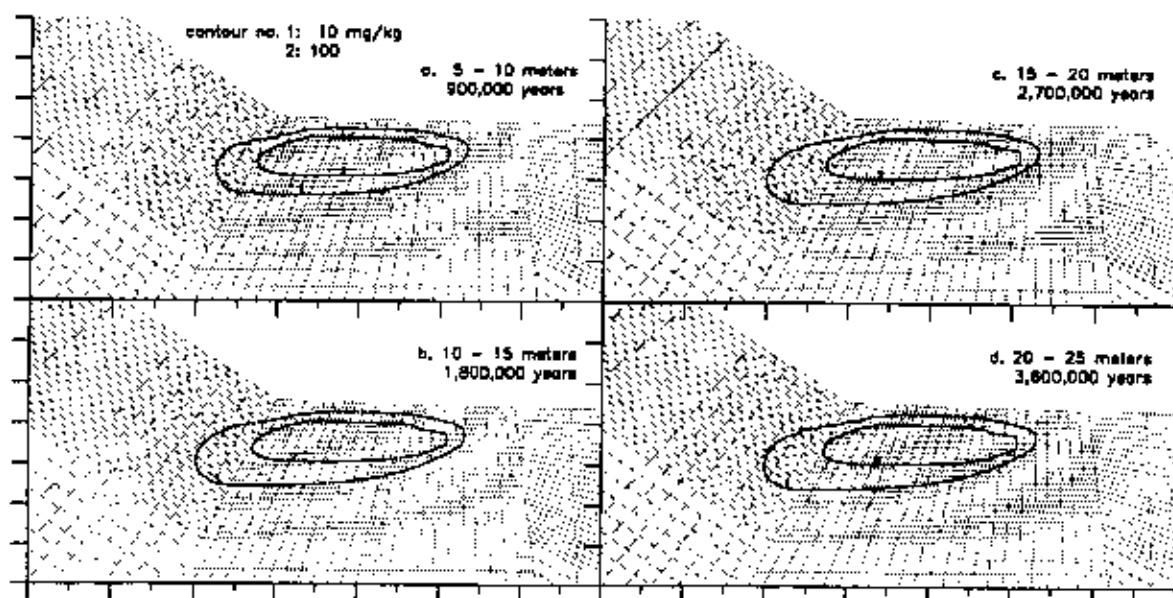 contour no. 1: 10 mg/kg
2: 100
a. 5 - 10 meters
900,000 years
c. 15 - 20 meters
2,700,000 years
b. 10 - 15 meters
1,800,000 years
d. 20 - 25 meters
3,600,000 years